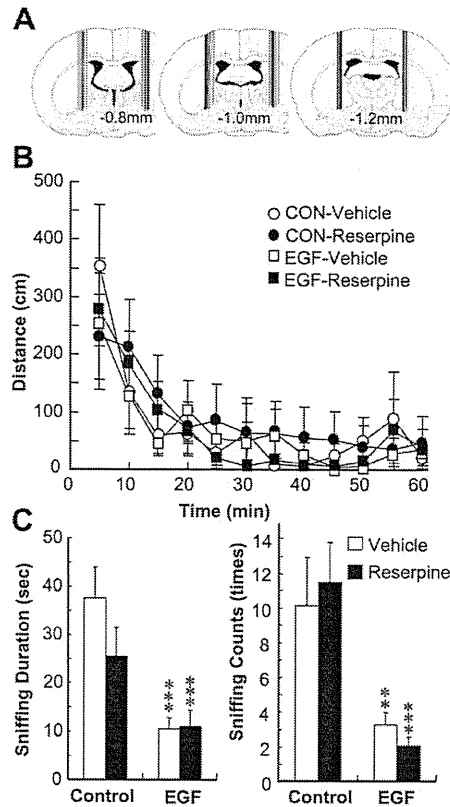 A
-0.8mm
-1.0mm
-1.2mm
B
500
400
300
200
100
0
Distance (cm)
CON-Vehicle
CON-Reserpine
EGF-Vehicle
EGF-Reserpine
0 10 20 30 40 50 60
Time (min)
C
50
40
30
20
10
0
Sniffing Duration (sec)
***
***
Control
EGF
14
12
10
8
6
4
2
0
Sniffing Counts (times)
Vehicle
Reserpine
**
***
Control
EGF